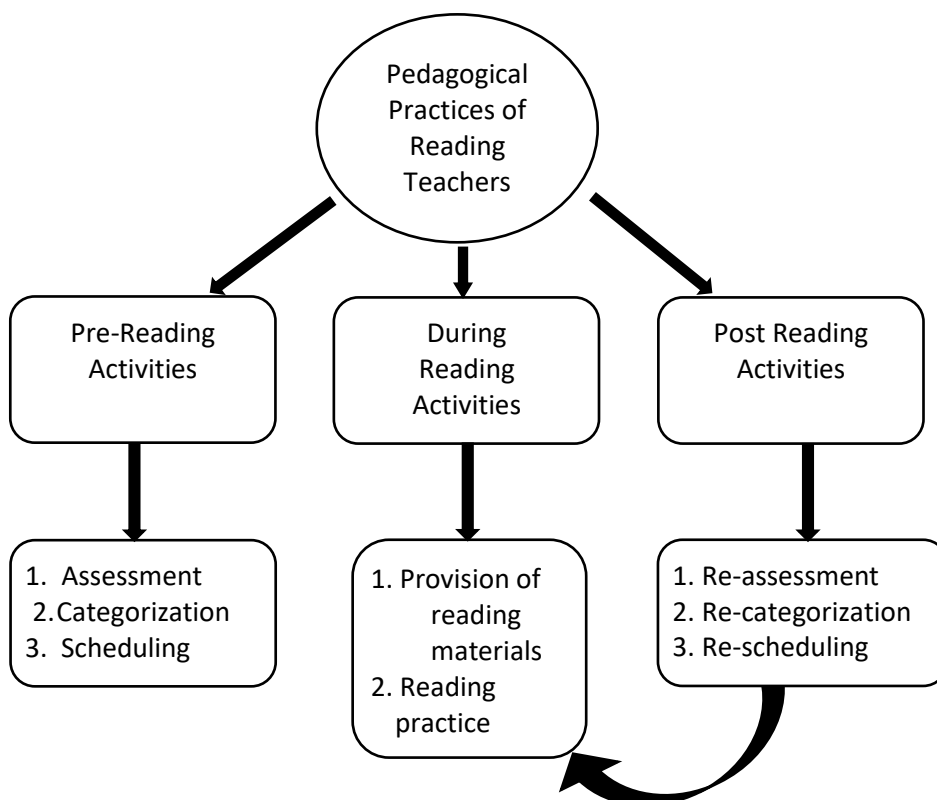 Pedagogical
Practices of
Reading
Teachers
Pre-Reading
Activities
During
Reading
Activities
Post Reading
Activities
1. Assessment
2.Categorization
3. Scheduling
1. Provision of
reading
materials
2. Reading
practice
1. Re-assessment
2. Re-categorization
3. Re-scheduling